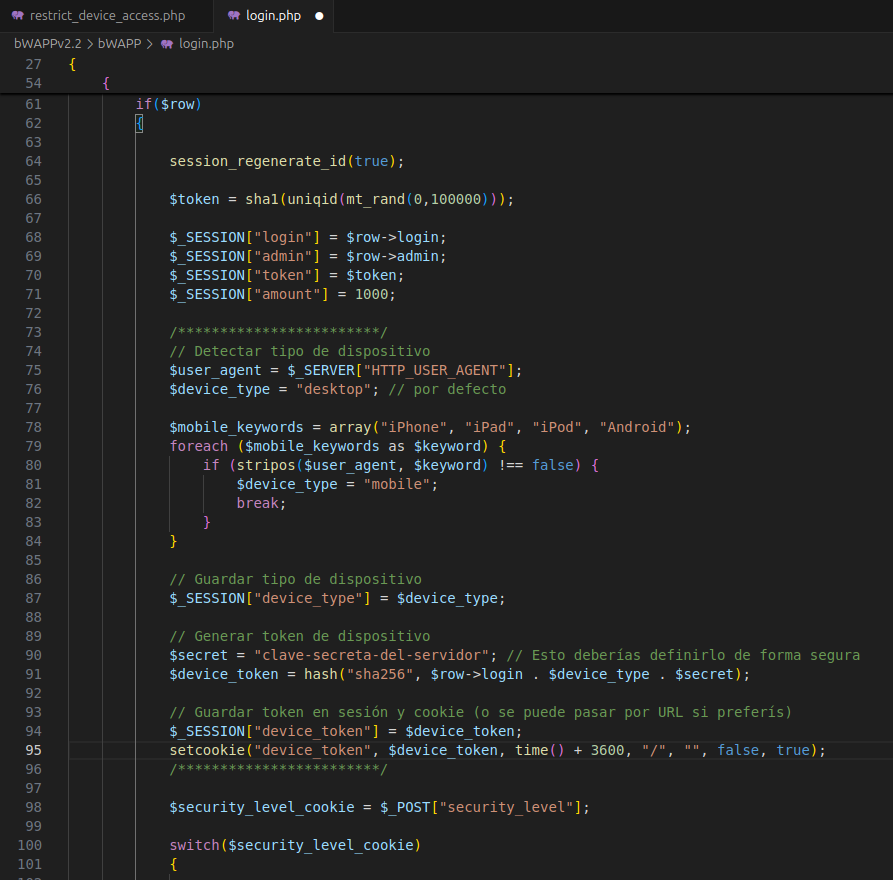 restrict_device_access.php
login.php ●
bWAPPv2.2 > bWAPP > login.php
27 {
54 {
61 if($row)
62 {
63
64 session_regenerate_id(true);
65
66 $token = sha1(uniqid(mt_rand(0,100000)));
67
68 $_SESSION["login"] = $row->login;
69 $_SESSION["admin"] = $row->admin;
70 $_SESSION["token"] = $token;
71 $_SESSION["amount"] = 1000;
72
73 /************************/
74 // Detectar tipo de dispositivo
75 $user_agent = $_SERVER["HTTP_USER_AGENT"];
76 $device_type = "desktop"; // por defecto
77
78 $mobile_keywords = array("iPhone", "iPad", "iPod", "Android");
79 foreach ($mobile_keywords as $keyword) {
80 if (stripos($user_agent, $keyword) !== false) {
81 $device_type = "mobile";
82 break;
83 }
84 }
85
86 // Guardar tipo de dispositivo
87 $_SESSION["device_type"] = $device_type;
88
89 // Generar token de dispositivo
90 $secret = "clave-secreta-del-servidor"; // Esto deberías definirlo de forma segura
91 $device_token = hash("sha256", $row->login . $device_type . $secret);
92
93 // Guardar token en sesión y cookie (o se puede pasar por URL si preferís)
94 $_SESSION["device_token"] = $device_token;
95 setcookie("device_token", $device_token, time() + 3600, "/", "", false, true);
96 /************************/
97
98 $security_level_cookie = $_POST["security_level"];
99
100 switch($security_level_cookie)
101 {